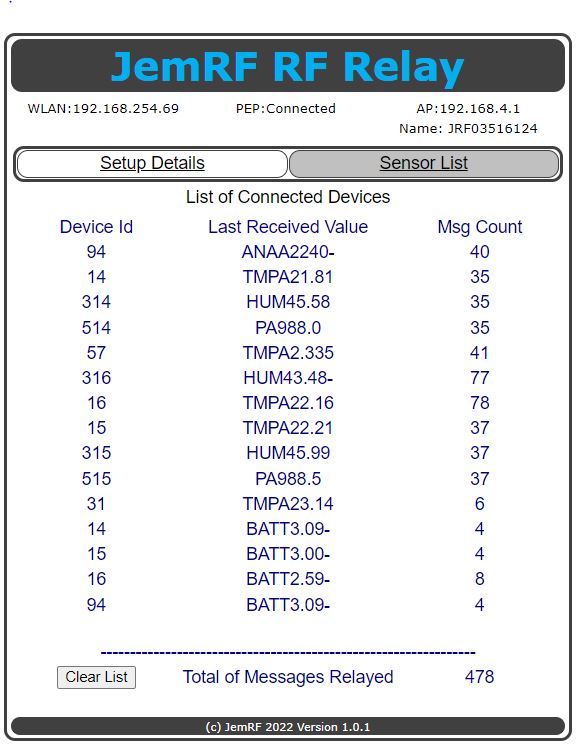 JemRF RF Relay
WLAN:192.168.254.69 PEP:Connected AP:192.168.4.1
Name: JRF03516124
Setup Details Sensor List
List of Connected Devices
Device Id Last Received Value Msg Count
94 ANAA2240- 40
14 TMPA21.81 35
314 HUM45.58 35
514 PA988.0 35
57 TMPA2.335 41
316 HUM43.48- 77
16 TMPA22.16 78
15 TMPA22.21 37
315 HUM45.99 37
515 PA988.5 37
31 TMPA23.14 6
14 BATT3.09- 4
15 BATT3.00- 4
16 BATT2.59- 8
94 BATT3.09- 4
----------------------------------------------------------------
Clear List Total of Messages Relayed 478
(c) JemRF 2022 Version 1.0.1